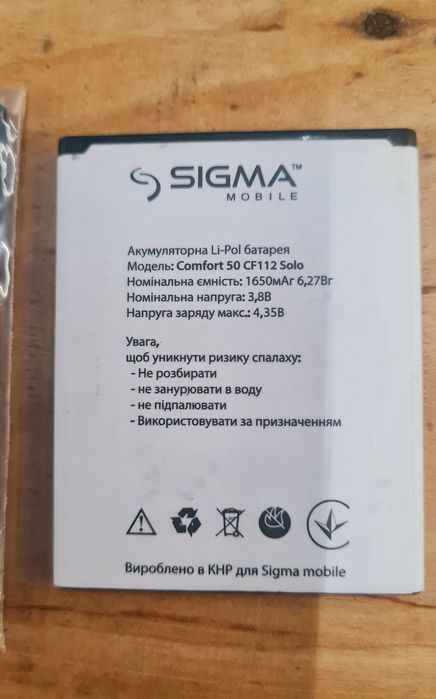 SIGMA™
MOBILE
Акумуляторна Li-Pol батарея
Модель: Comfort 50 CF112 Solo
Номінальна ємність: 1650мАг 6,27Вг
Номінальна напруга: 3,8В
Напруга заряду макс.: 4,35В
Увага,
щоб уникнути ризику спалаху:
- Не розбирати
- не занурювати в воду
- не підпалювати
- Використовувати за призначенням
Вироблено в КНР для Sigma mobile